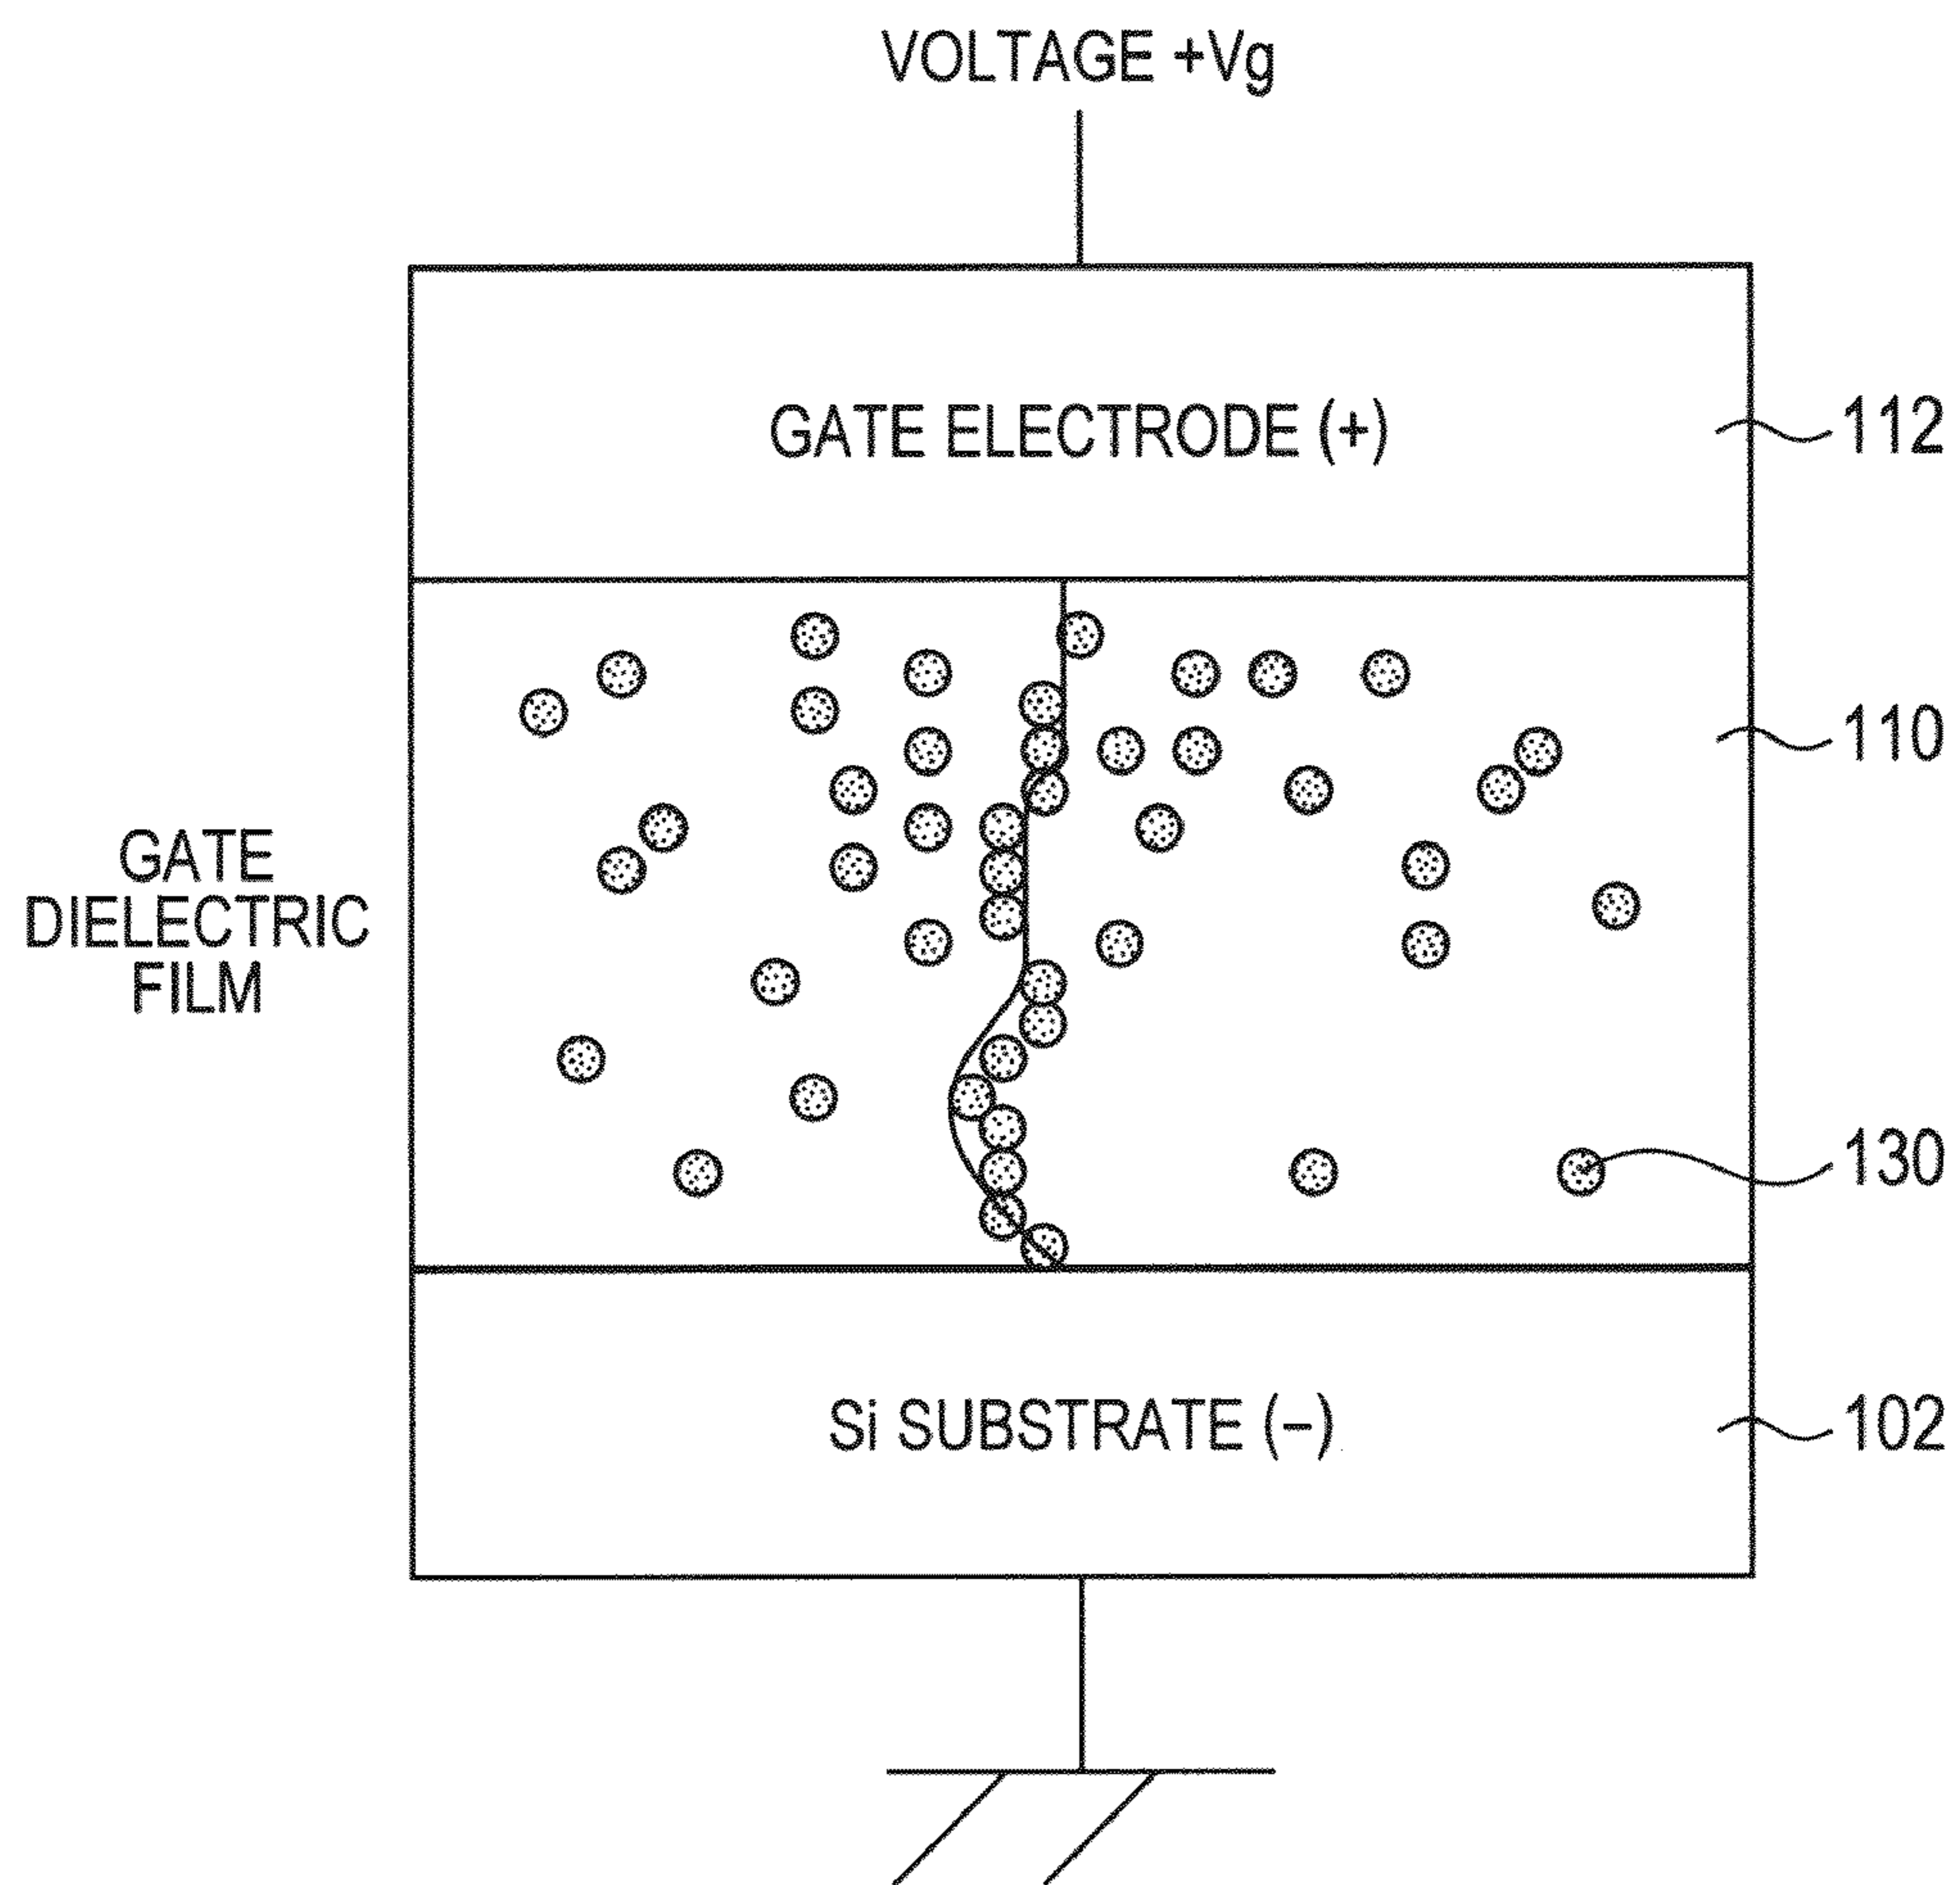 VOLTAGE +Vg
GATE ELECTRODE (+)
112
110
GATE
DIELECTRIC
FILM
130
Si SUBSTRATE (–)
102